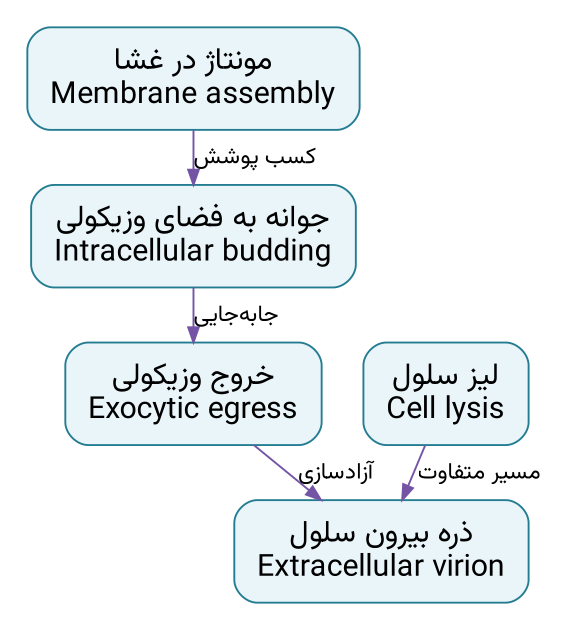 مونتاژ در غشا
Membrane assembly
کسب پوشش
جوانه به فضای وزیکولی
Intracellular budding
جابه‌جایی
خروج وزیکولی
Exocytic egress
لیز سلول
Cell lysis
آزادسازی
مسیر متفاوت
ذره بیرون سلول
Extracellular virion